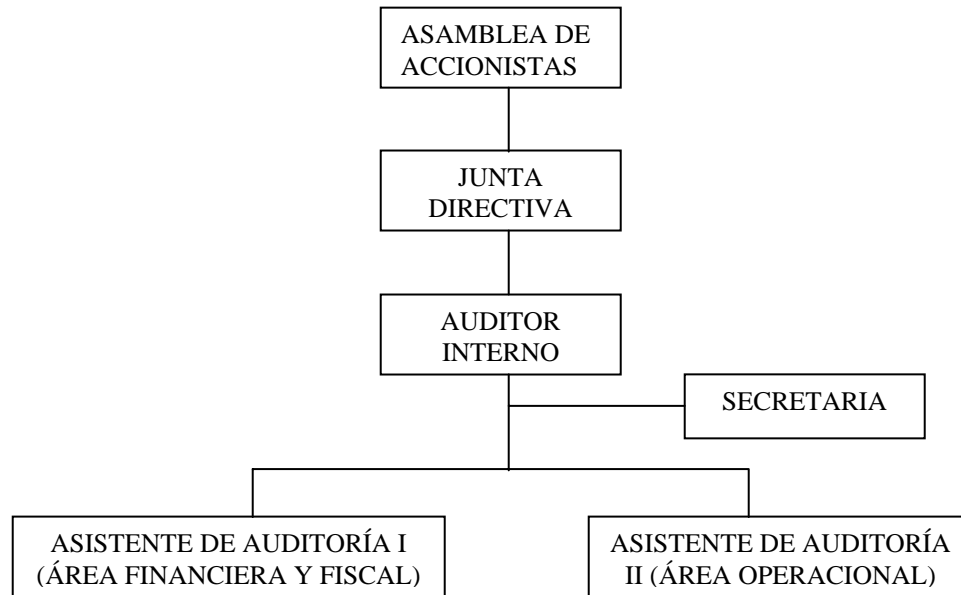 ASAMBLEA DE
ACCIONISTAS
JUNTA
DIRECTIVA
AUDITOR
INTERNO
SECRETARIA
ASISTENTE DE AUDITORÍA I
(ÁREA FINANCIERA Y FISCAL)
ASISTENTE DE AUDITORÍA
II (ÁREA OPERACIONAL)